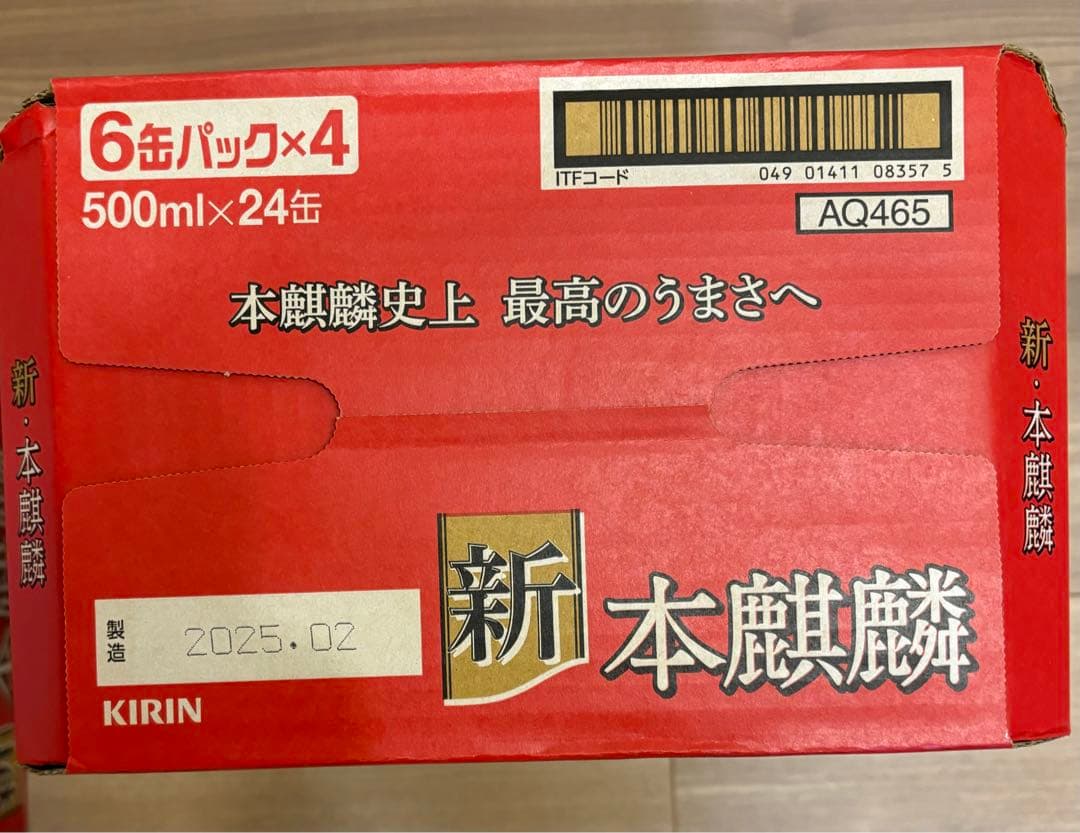 6缶パック×4
500ml×24缶
ITFコード
049 01411 08357 5
AQ465
本麒麟史上 最高のうまさへ
新・本麒麟
新・本麒麟
新 本麒麟
製造 2025.02
KIRIN